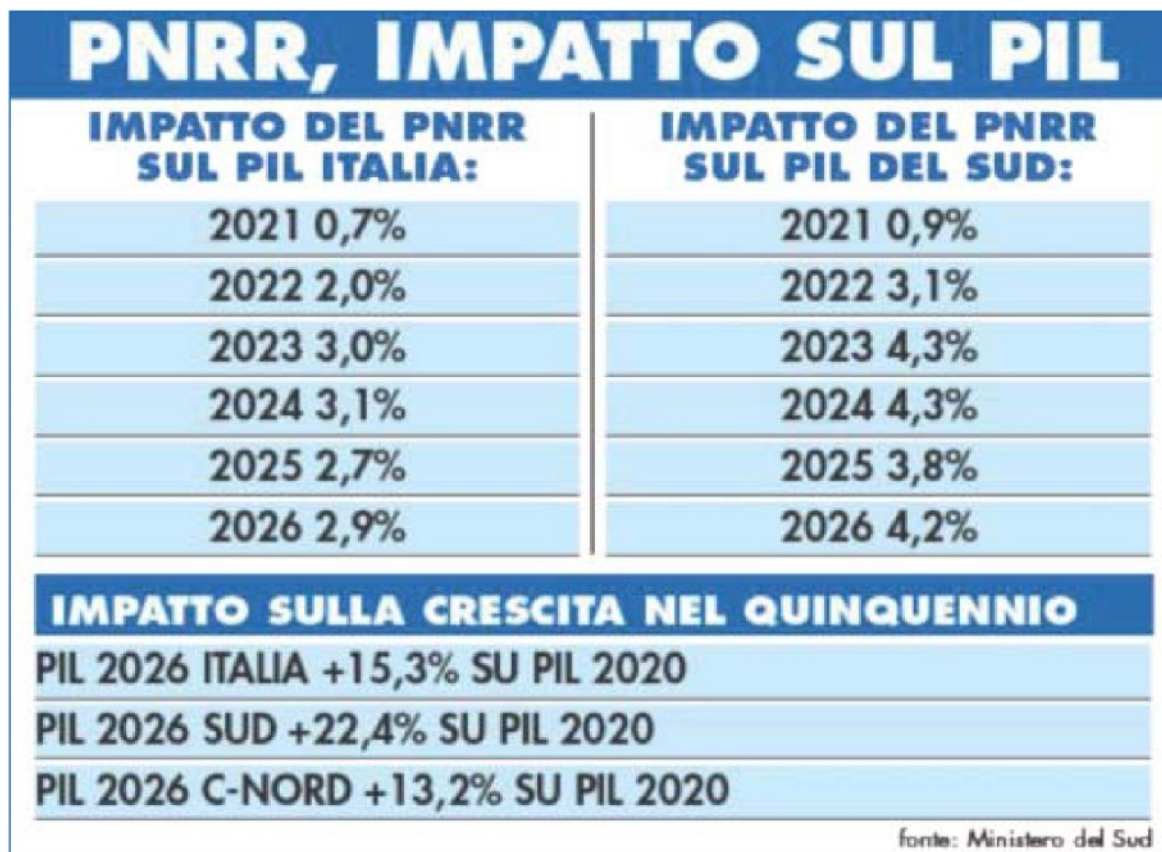 PNRR, IMPATTO SUL PIL
IMPATTO DEL PNRR
SUL PIL ITALIA:
2021 0,7%
2022 2,0%
2023 3,0%
2024 3,1%
2025 2,7%
2026 2,9%
IMPATTO DEL PNRR
SUL PIL DEL SUD:
2021 0,9%
2022 3,1%
2023 4,3%
2024 4,3%
2025 3,8%
2026 4,2%
IMPATTO SULLA CRESCITA NEL QUINQUENNIO
PIL 2026 ITALIA +15,3% SU PIL 2020
PIL 2026 SUD +22,4% SU PIL 2020
PIL 2026 C-NORD +13,2% SU PIL 2020
fonte: Ministero del Sud